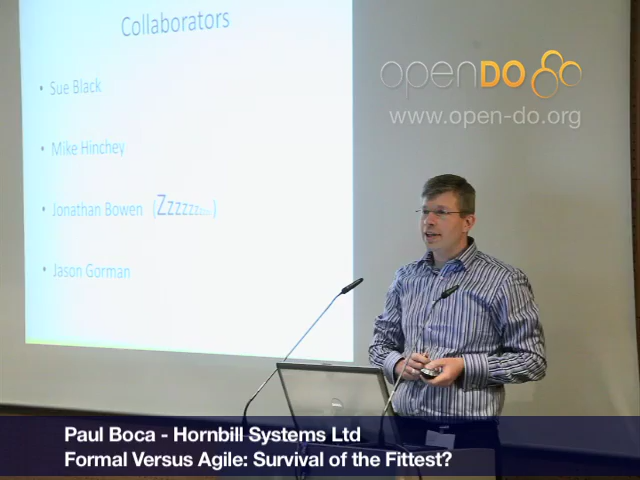 Collaborators
• Sue Black
• Mike Hinchey
• Jonathan Bowen (Zzzzzz)
• Jason Gorman
openDO
www.open-do.org
Paul Boca - Hornbill Systems Ltd
Formal Versus Agile: Survival of the Fittest?